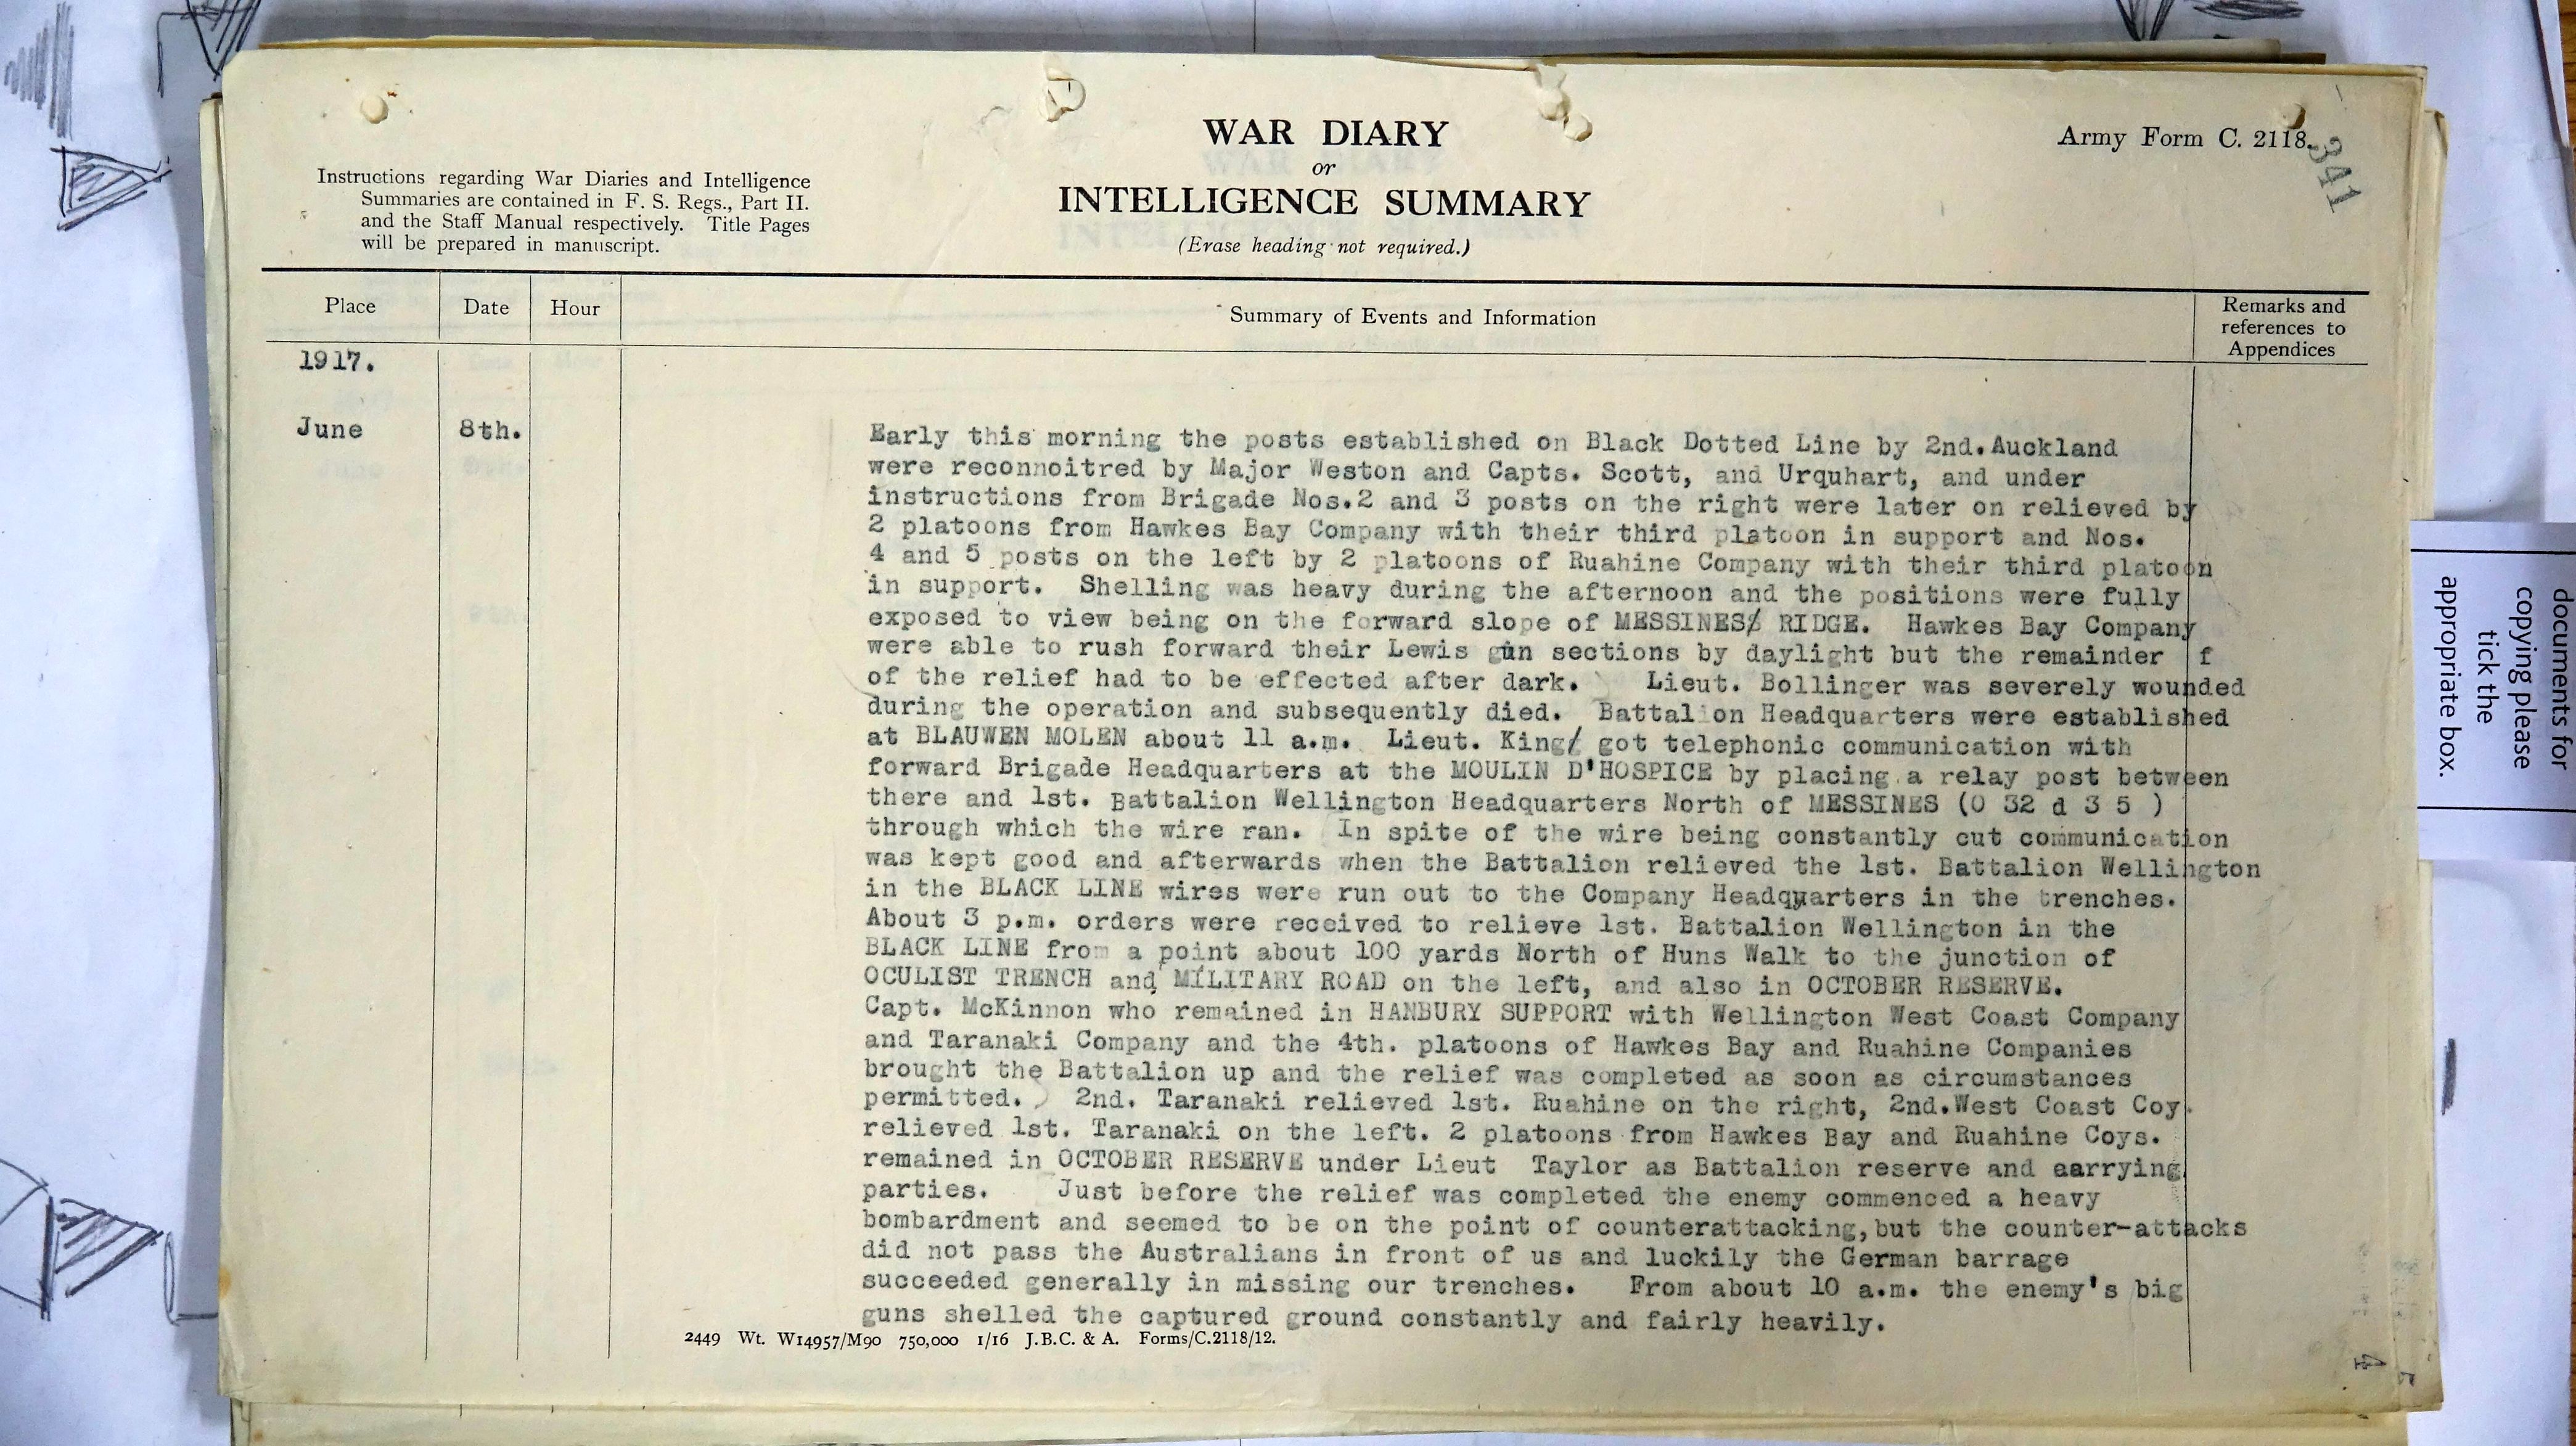 WAR DIARY
or
INTELLIGENCE SUMMARY
(Erase heading not required.)
Army Form C. 2118.
341
Instructions regarding War Diaries and Intelligence
Summaries are contained in F. S. Regs., Part II.
and the Staff Manual respectively. Title Pages
will be prepared in manuscript.
Place
Date
Hour
Summary of Events and Information
Remarks and
references to
Appendices
1917.
June 8th.
Early this morning the posts established on Black Dotted Line by 2nd.Auckland
were reconnoitred by Major Weston and Capts. Scott, and Urquhart, and under
instructions from Brigade Nos.2 and 3 posts on the right were later on relieved by
2 platoons from Hawkes Bay Company with their third platoon in support and Nos.
4 and 5 posts on the left by 2 platoons of Ruahine Company with their third platoon
in support. Shelling was heavy during the afternoon and the positions were fully
exposed to view being on the forward slope of MESSINES/ RIDGE. Hawkes Bay Company
were able to rush forward their Lewis gun sections by daylight but the remainder f
of the relief had to be effected after dark. Lieut. Bollinger was severely wounded
during the operation and subsequently died. Battalion Headquarters were established
at BLAUWEN MOLEN about 11 a.m. Lieut. King/ got telephonic communication with
forward Brigade Headquarters at the MOULIN D'HOSPICE by placing a relay post between
there and 1st. Battalion Wellington Headquarters North of MESSINES (O 32 d 3 5 )
through which the wire ran. In spite of the wire being constantly cut communication
was kept good and afterwards when the Battalion relieved the 1st. Battalion Wellington
in the BLACK LINE wires were run out to the Company Headquarters in the trenches.
About 3 p.m. orders were received to relieve 1st. Battalion Wellington in the
BLACK LINE from a point about 100 yards North of Huns Walk to the junction of
OCULIST TRENCH and MILITARY ROAD on the left, and also in OCTOBER RESERVE.
Capt. McKinnon who remained in HANBURY SUPPORT with Wellington West Coast Company
and Taranaki Company and the 4th. platoons of Hawkes Bay and Ruahine Companies
brought the Battalion up and the relief was completed as soon as circumstances
permitted. 2nd. Taranaki relieved 1st. Ruahine on the right, 2nd.West Coast Coy.
relieved 1st. Taranaki on the left. 2 platoons from Hawkes Bay and Ruahine Coys.
remained in OCTOBER RESERVE under Lieut Taylor as Battalion reserve and carrying
parties. Just before the relief was completed the enemy commenced a heavy
bombardment and seemed to be on the point of counterattacking,but the counter-attacks
did not pass the Australians in front of us and luckily the German barrage
succeeded generally in missing our trenches. From about 10 a.m. the enemy's big
guns shelled the captured ground constantly and fairly heavily.
2449 Wt. W14957/M90 750,000 1/16 J.B.C. & A. Forms/C.2118/12.
documents for
copying please
tick the
appropriate box.